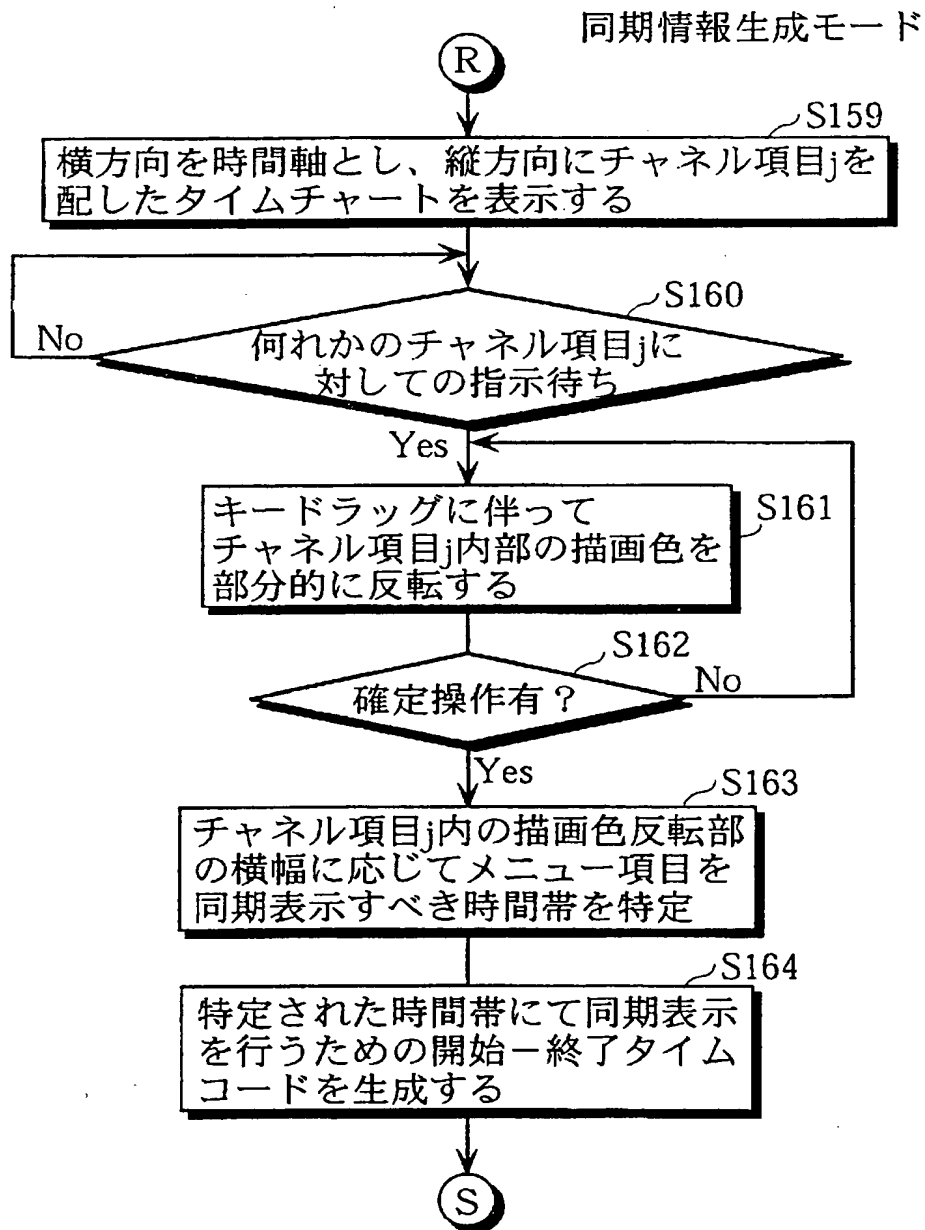 同期情報生成モード
R
S159
横方向を時間軸とし、縦方向にチャネル項目jを
配したタイムチャートを表示する
S160
No
何れかのチャネル項目jに
対しての指示待ち
Yes
S161
キードラッグに伴って
チャネル項目j内部の描画色を
部分的に反転する
S162
確定操作有？
No
Yes
S163
チャネル項目j内の描画色反転部
の横幅に応じてメニュー項目を
同期表示すべき時間帯を特定
S164
特定された時間帯にて同期表示
を行うための開始－終了タイム
コードを生成する
S